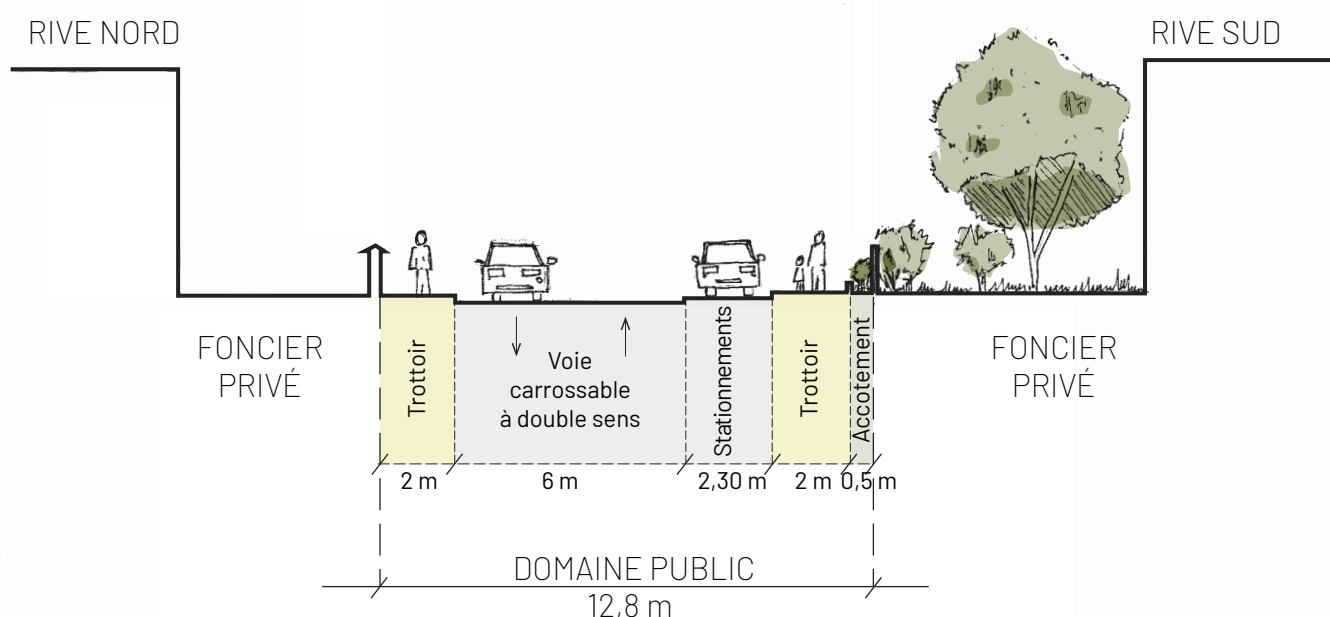 RIVE NORD
RIVE SUD
FONCIER
PRIVÉ
Trottoir
Voie
carrossable
à double sens
Stationnements
Trottoir
Accotement
FONCIER
PRIVÉ
2 m
6 m
2,30 m
2 m
0,5 m
DOMAINE PUBLIC
12,8 m